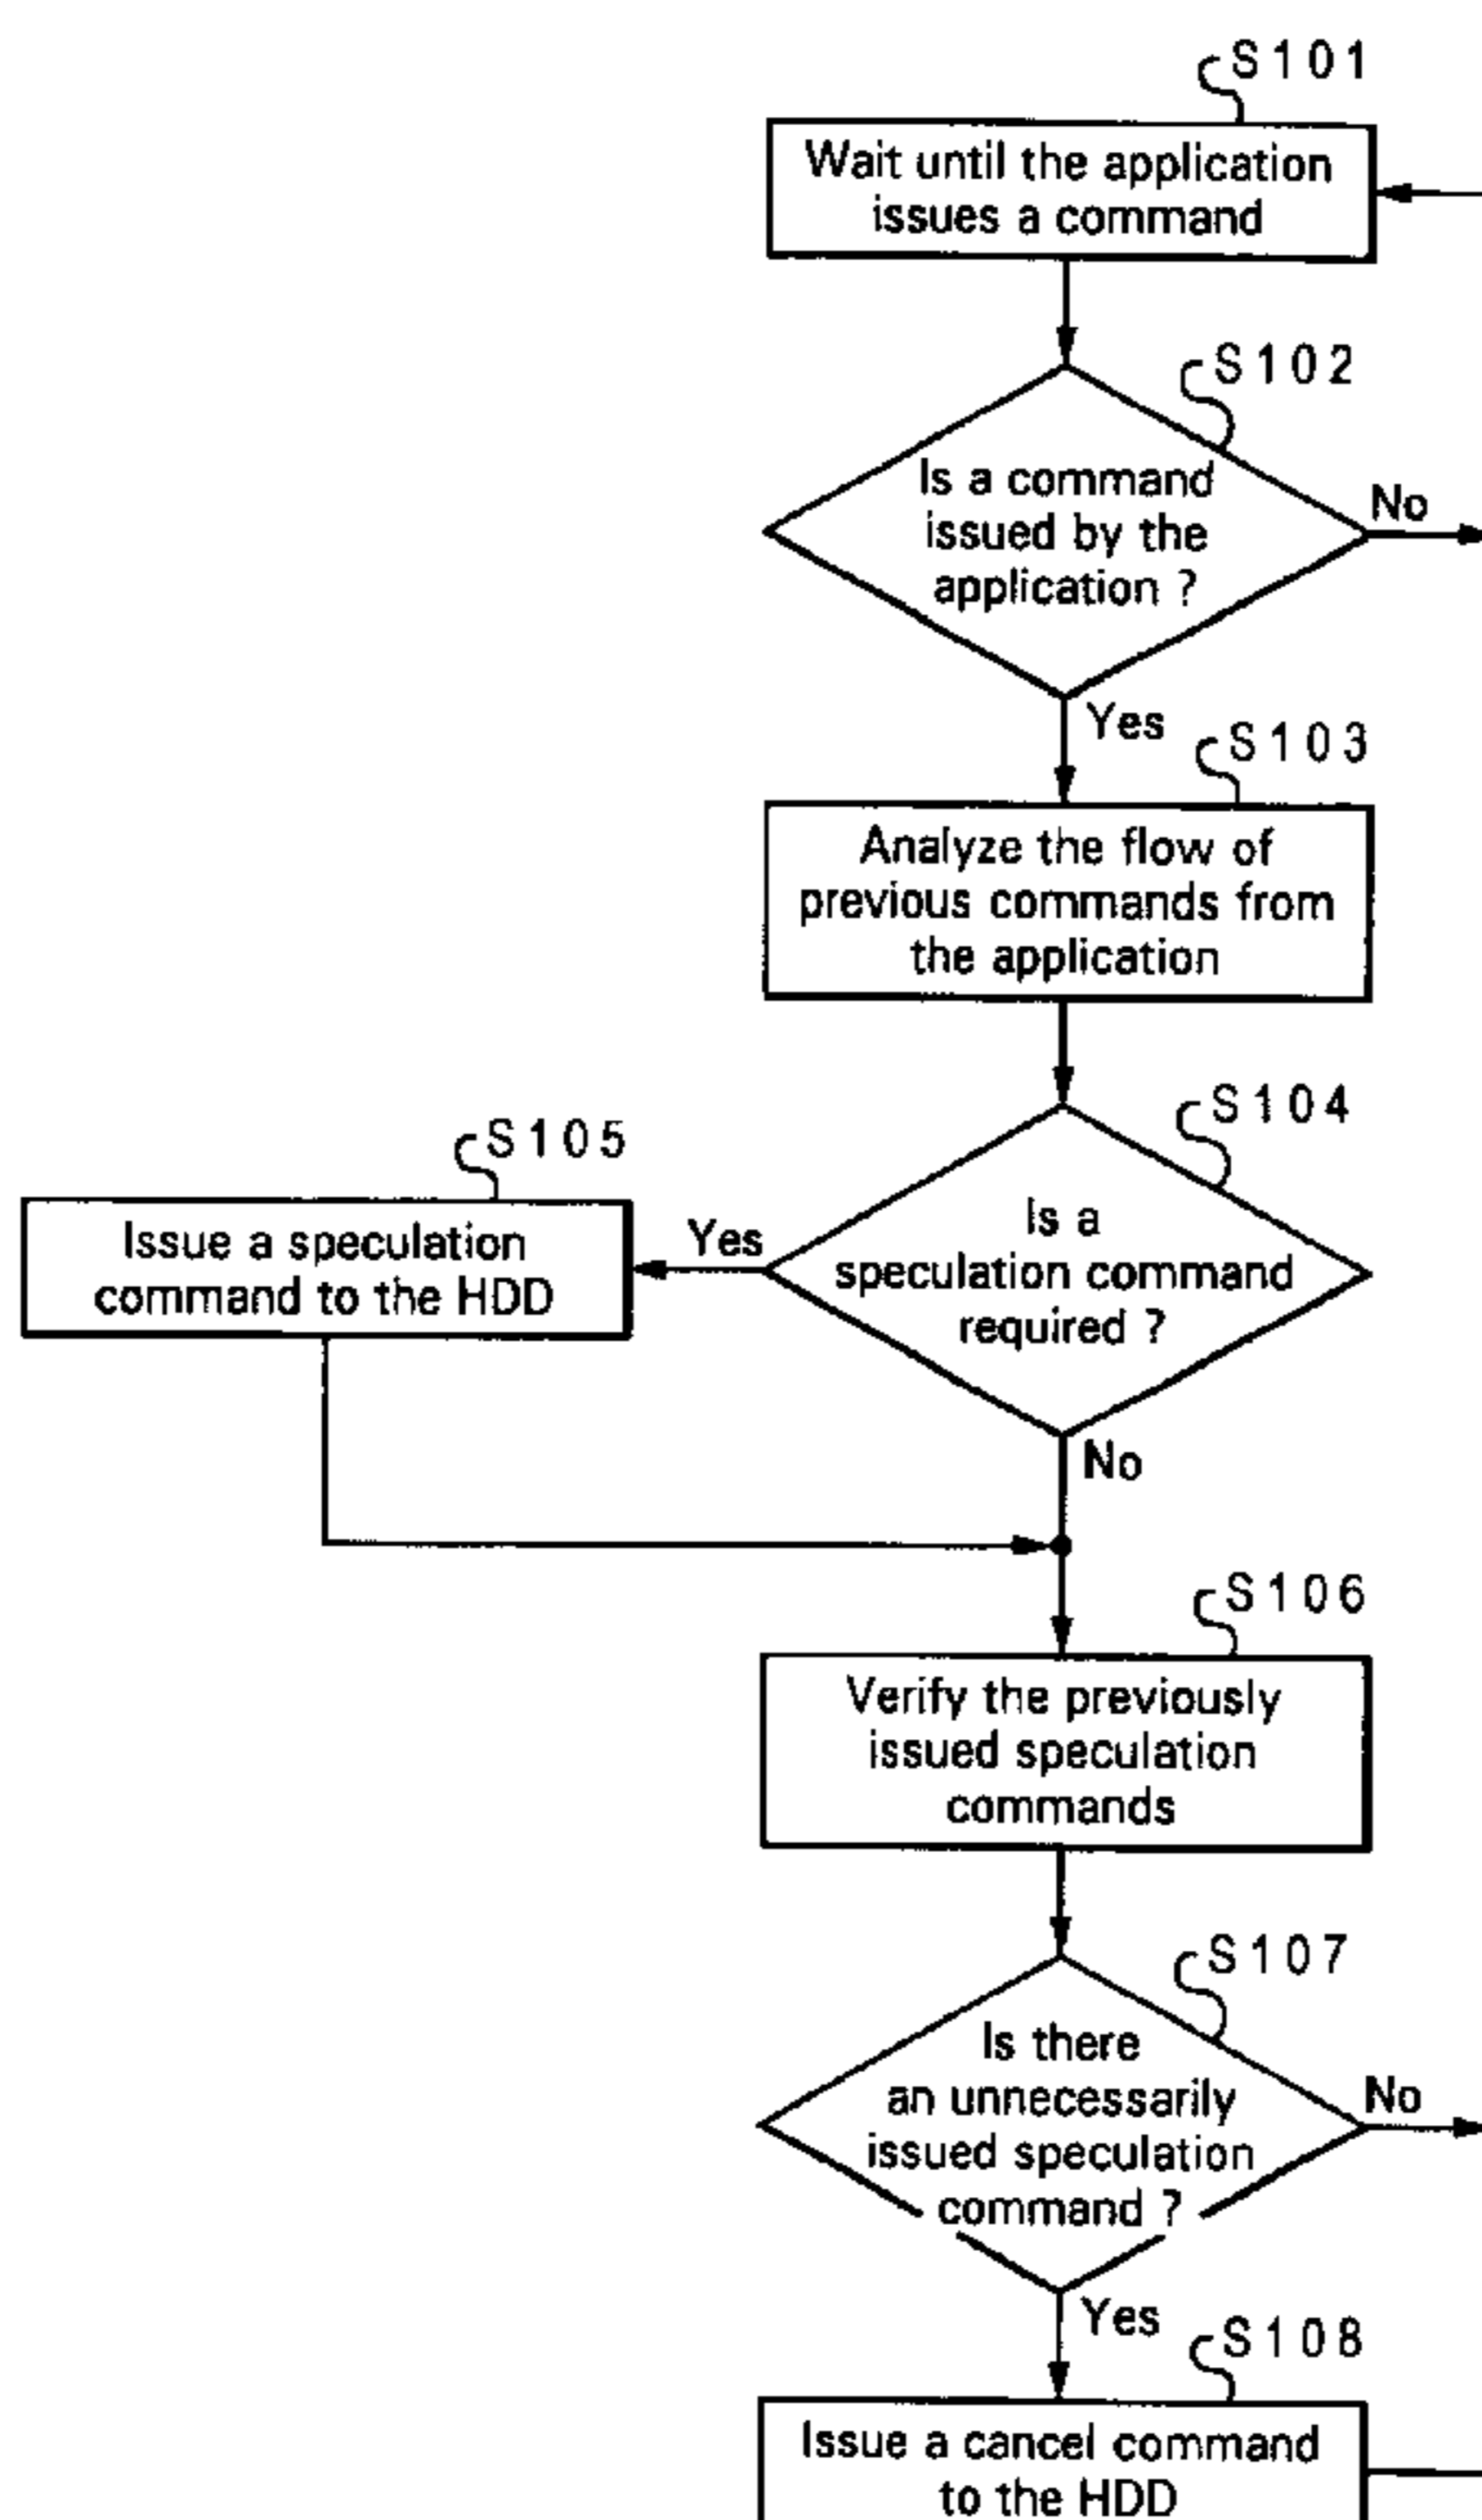 S101
Wait until the application
issues a command
S102
Is a command
issued by the
application ?
No
Yes
S103
Analyze the flow of
previous commands from
the application
S104
Is a
speculation command
required ?
Yes
S105
Issue a speculation
command to the HDD
No
S106
Verify the previously
issued speculation
commands
S107
Is there
an unnecessarily
issued speculation
command ?
No
Yes
S108
Issue a cancel command
to the HDD